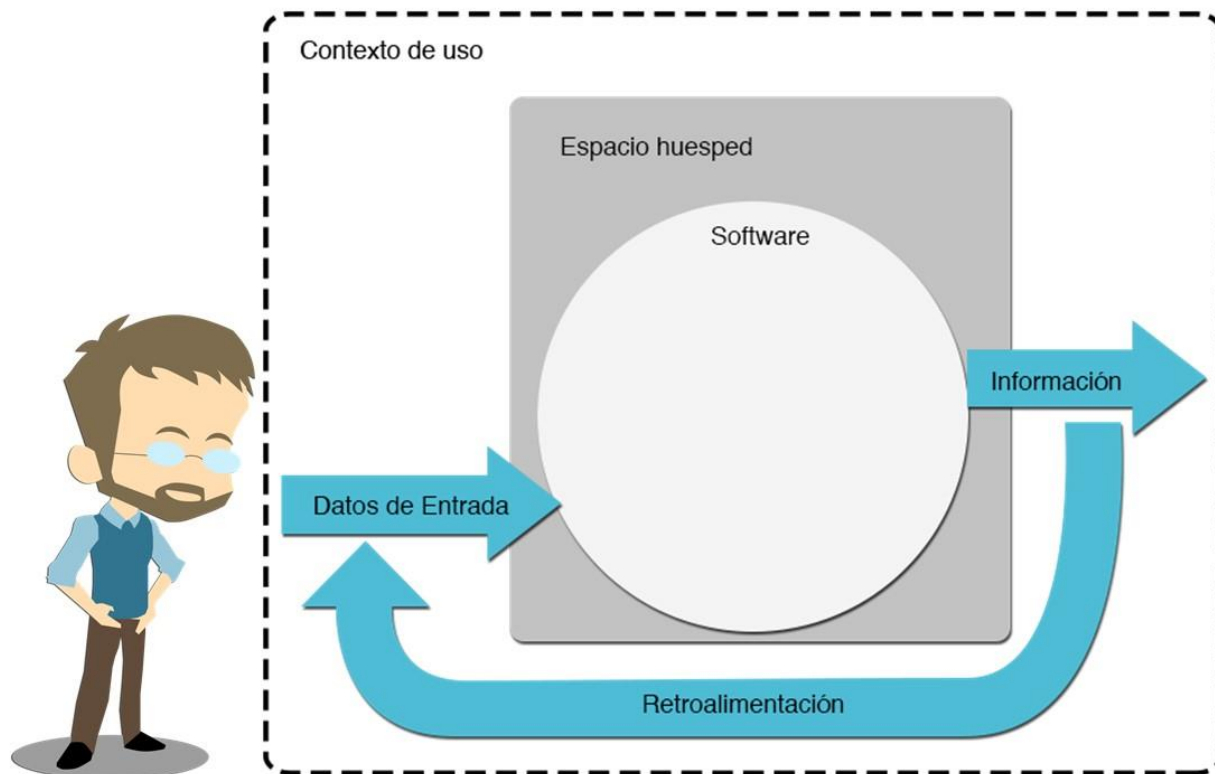 Contexto de uso
Espacio huesped
Software
Información
Datos de Entrada
Retroalimentación